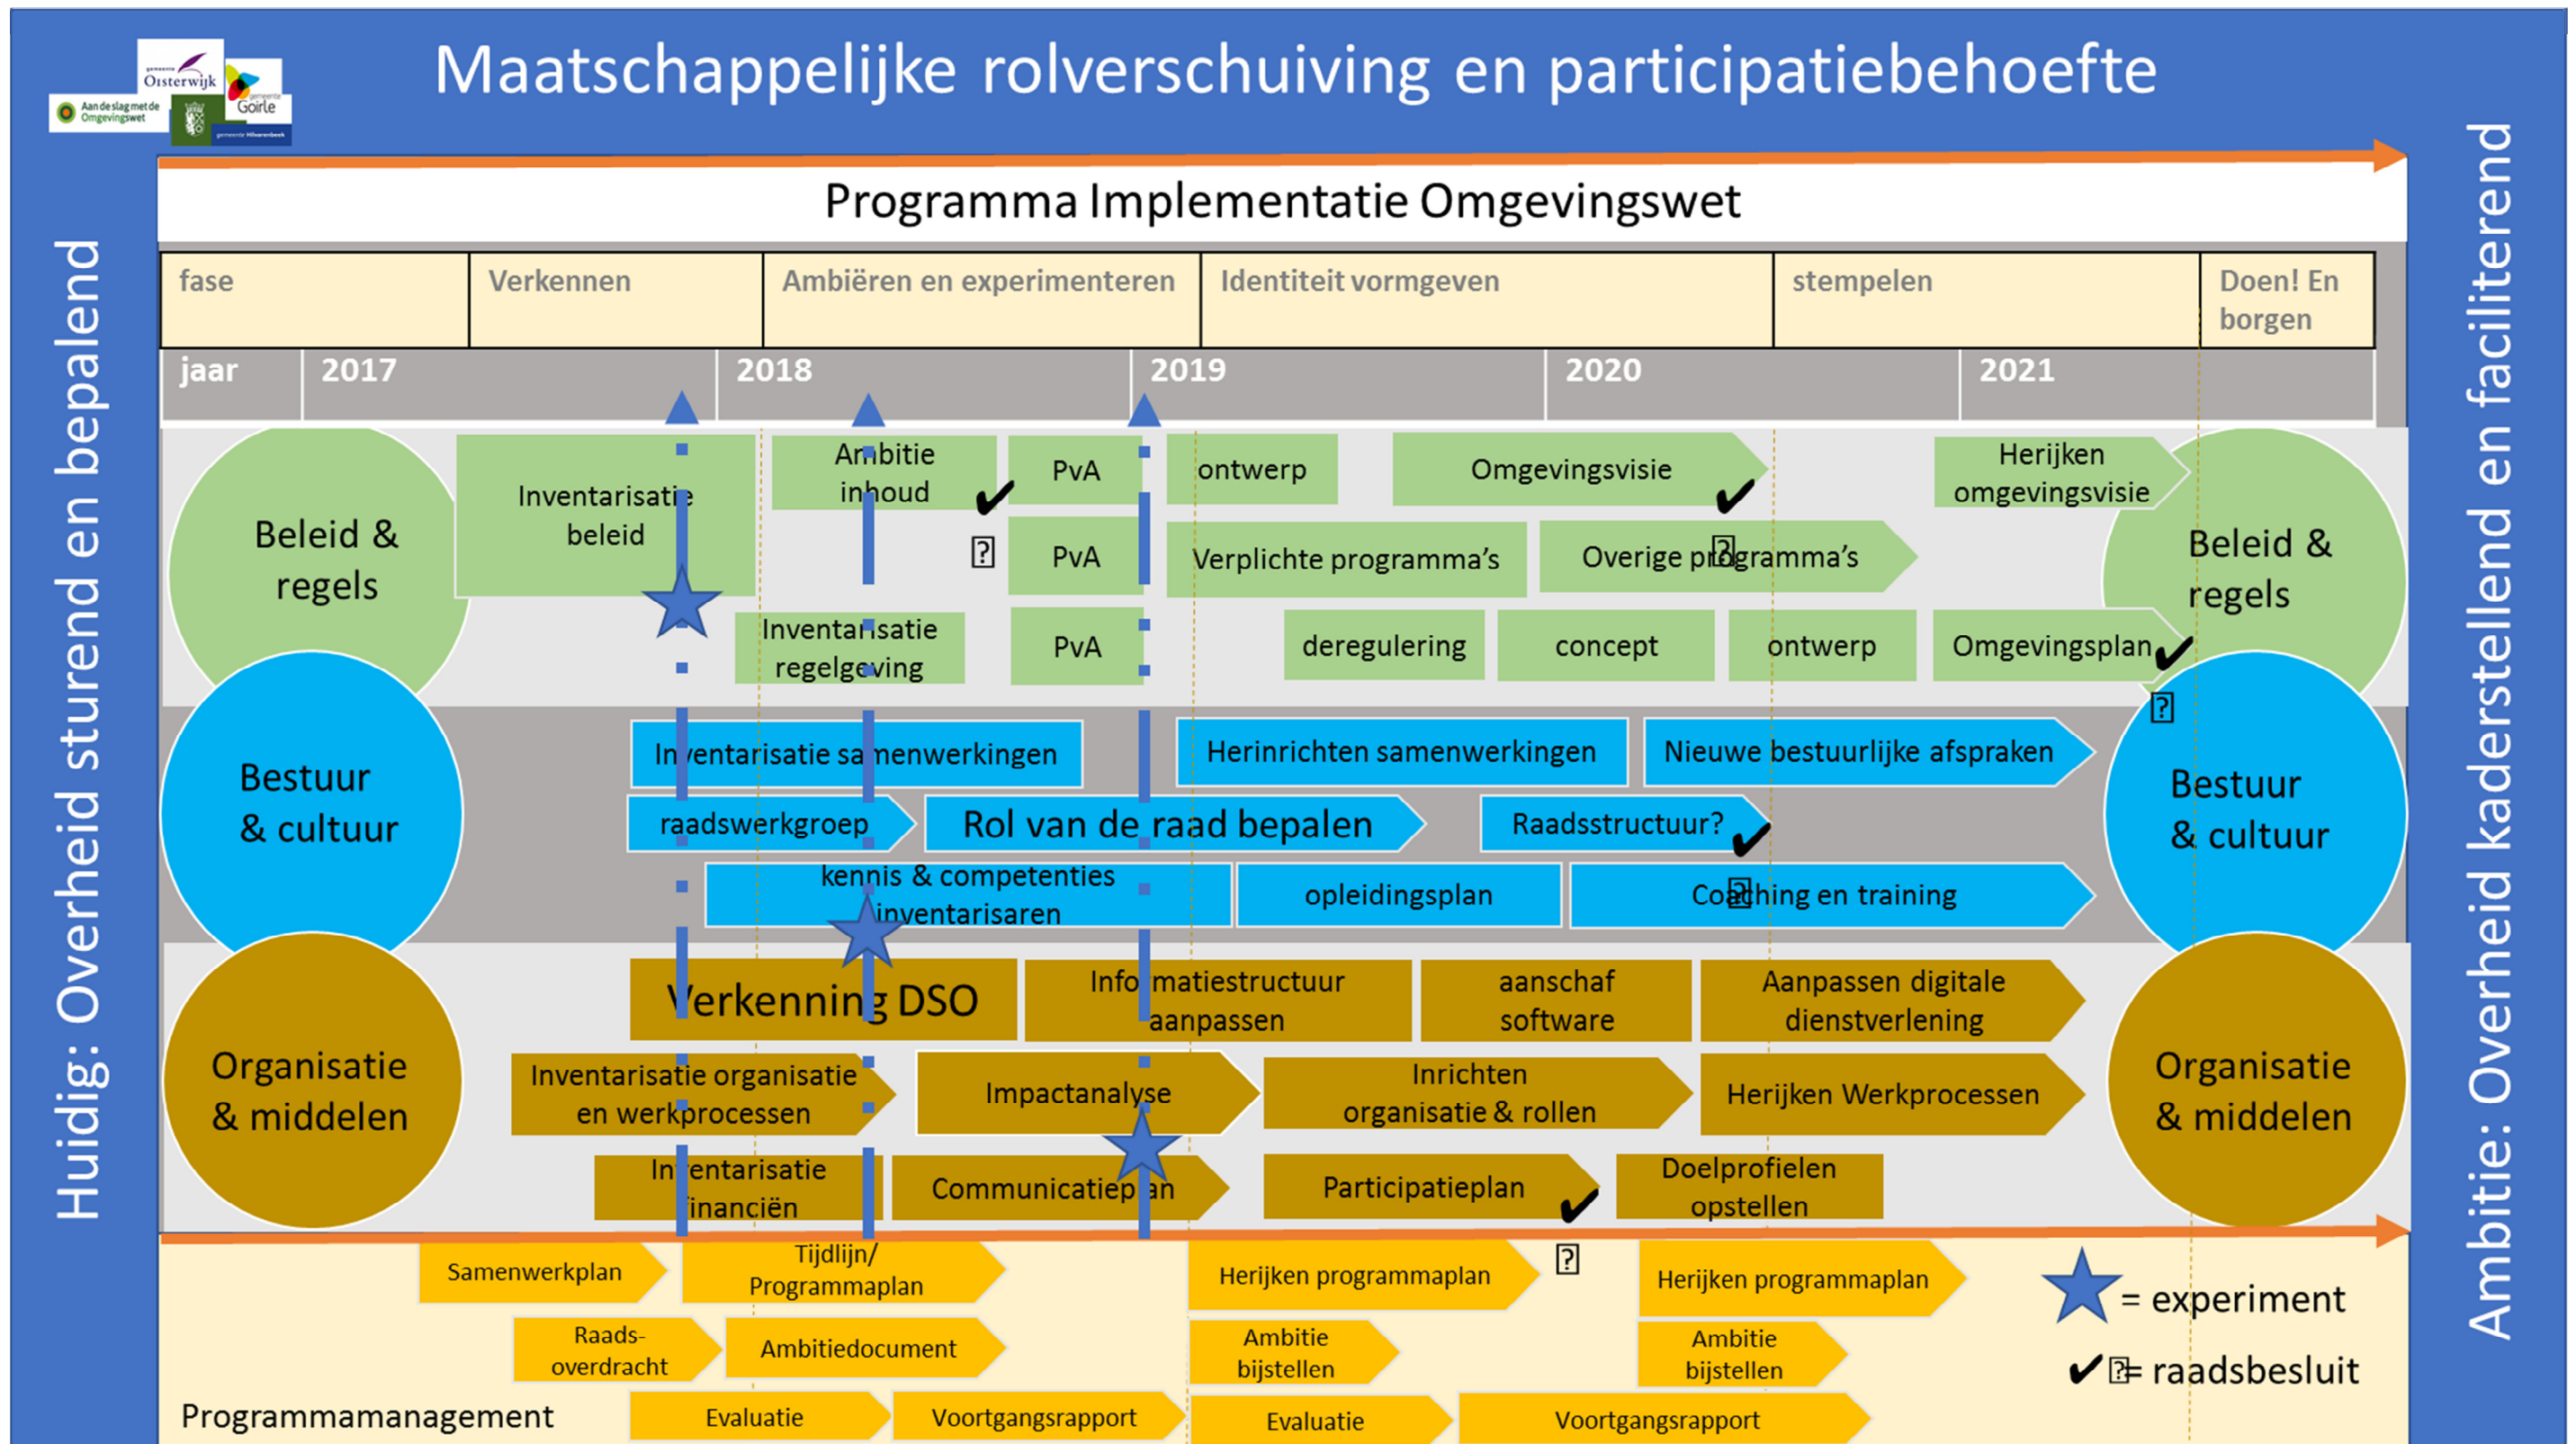 Maatschappelijke rolverschuiving en participatiebehoefte
gemeente
Oisterwijk
gemeente
Goirle
Aan de slag met de
Omgevingswet
gemeente Hilvarenbeek
Huidig: Overheid sturend en bepalend
Ambitie: Overheid kaderstellend en faciliterend
Programma Implementatie Omgevingswet
fase
Verkennen
Ambiëren en experimenteren
Identiteit vormgeven
stempelen
Doen! En
borgen
jaar
2017
2018
2019
2020
2021
Beleid &
regels
Inventarisatie
beleid
Ambitie
inhoud
✔
PvA
ontwerp
Omgevingsvisie
✔
Herijken
omgevingsvisie
Beleid &
regels
PvA
Verplichte programma's
Overige programma's
Inventarisatie
regelgeving
PvA
deregulering
concept
ontwerp
Omgevingsplan
✔
Bestuur
& cultuur
Inventarisatie samenwerkingen
Herinrichten samenwerkingen
Nieuwe bestuurlijke afspraken
Bestuur
& cultuur
raadswerkgroep
Rol van de raad bepalen
Raadsstructuur?
✔
kennis & competenties
inventarisaren
opleidingsplan
Coaching en training
Organisatie
& middelen
Verkenning DSO
Informatiestructuur
aanpassen
aanschaf
software
Aanpassen digitale
dienstverlening
Organisatie
& middelen
Inventarisatie organisatie
en werkprocessen
Impactanalyse
Inrichten
organisatie & rollen
Herijken Werkprocessen
Inventarisatie
financiën
Communicatieplan
Participatieplan
✔
Doelprofielen
opstellen
Samenwerkplan
Tijdlijn/
Programmaplan
Herijken programmaplan
Herijken programmaplan
= experiment
Raads-
overdracht
Ambitiedocument
Ambitie
bijstellen
Ambitie
bijstellen
✔ = raadsbesluit
Programmamanagement
Evaluatie
Voortgangsrapport
Evaluatie
Voortgangsrapport